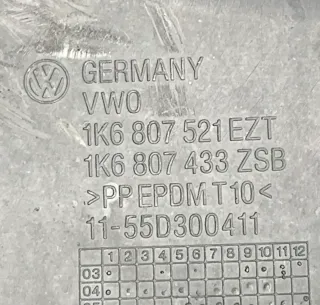 GERMANY
VWO
1K6 807 521 EZT
1K6 807 433 ZSB
>PP EPDM T10<
11-55D300411
1 2 3 4 5 6 7 8 9 10 11 12
03
04